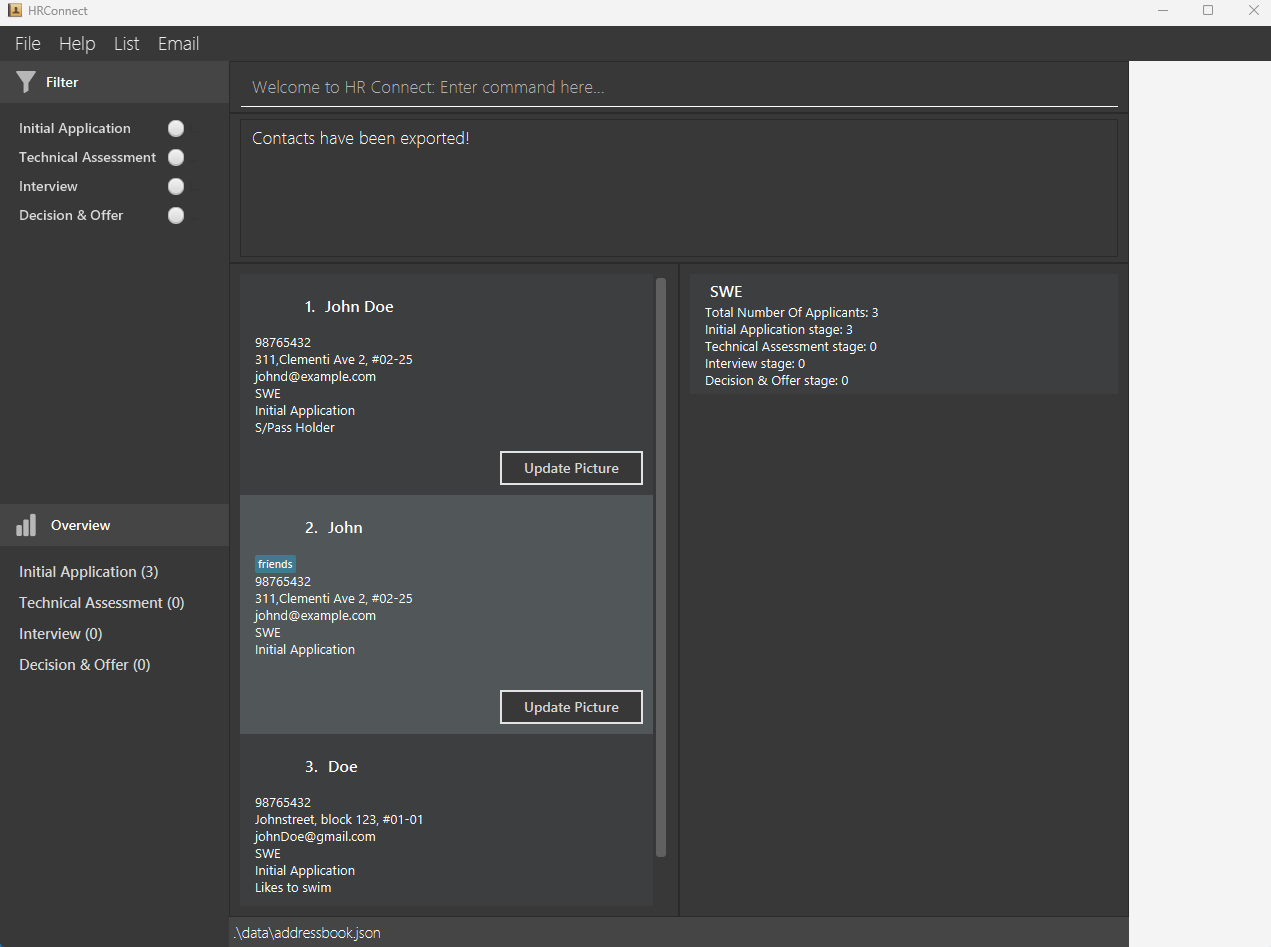 HRConnect
File Help List Email
Filter
Initial Application
Technical Assessment
Interview
Decision & Offer
Overview
Initial Application (3)
Technical Assessment (0)
Interview (0)
Decision & Offer (0)
Welcome to HR Connect: Enter command here...
Contacts have been exported!
1. John Doe
98765432
311,Clementi Ave 2, #02-25
johnd@example.com
SWE
Initial Application
S/Pass Holder
Update Picture
2. John
friends
98765432
311,Clementi Ave 2, #02-25
johnd@example.com
SWE
Initial Application
Update Picture
3. Doe
98765432
Johnstreet, block 123, #01-01
johnDoe@gmail.com
SWE
Initial Application
Likes to swim
SWE
Total Number Of Applicants: 3
Initial Application stage: 3
Technical Assessment stage: 0
Interview stage: 0
Decision & Offer stage: 0
.\data\addressbook.json